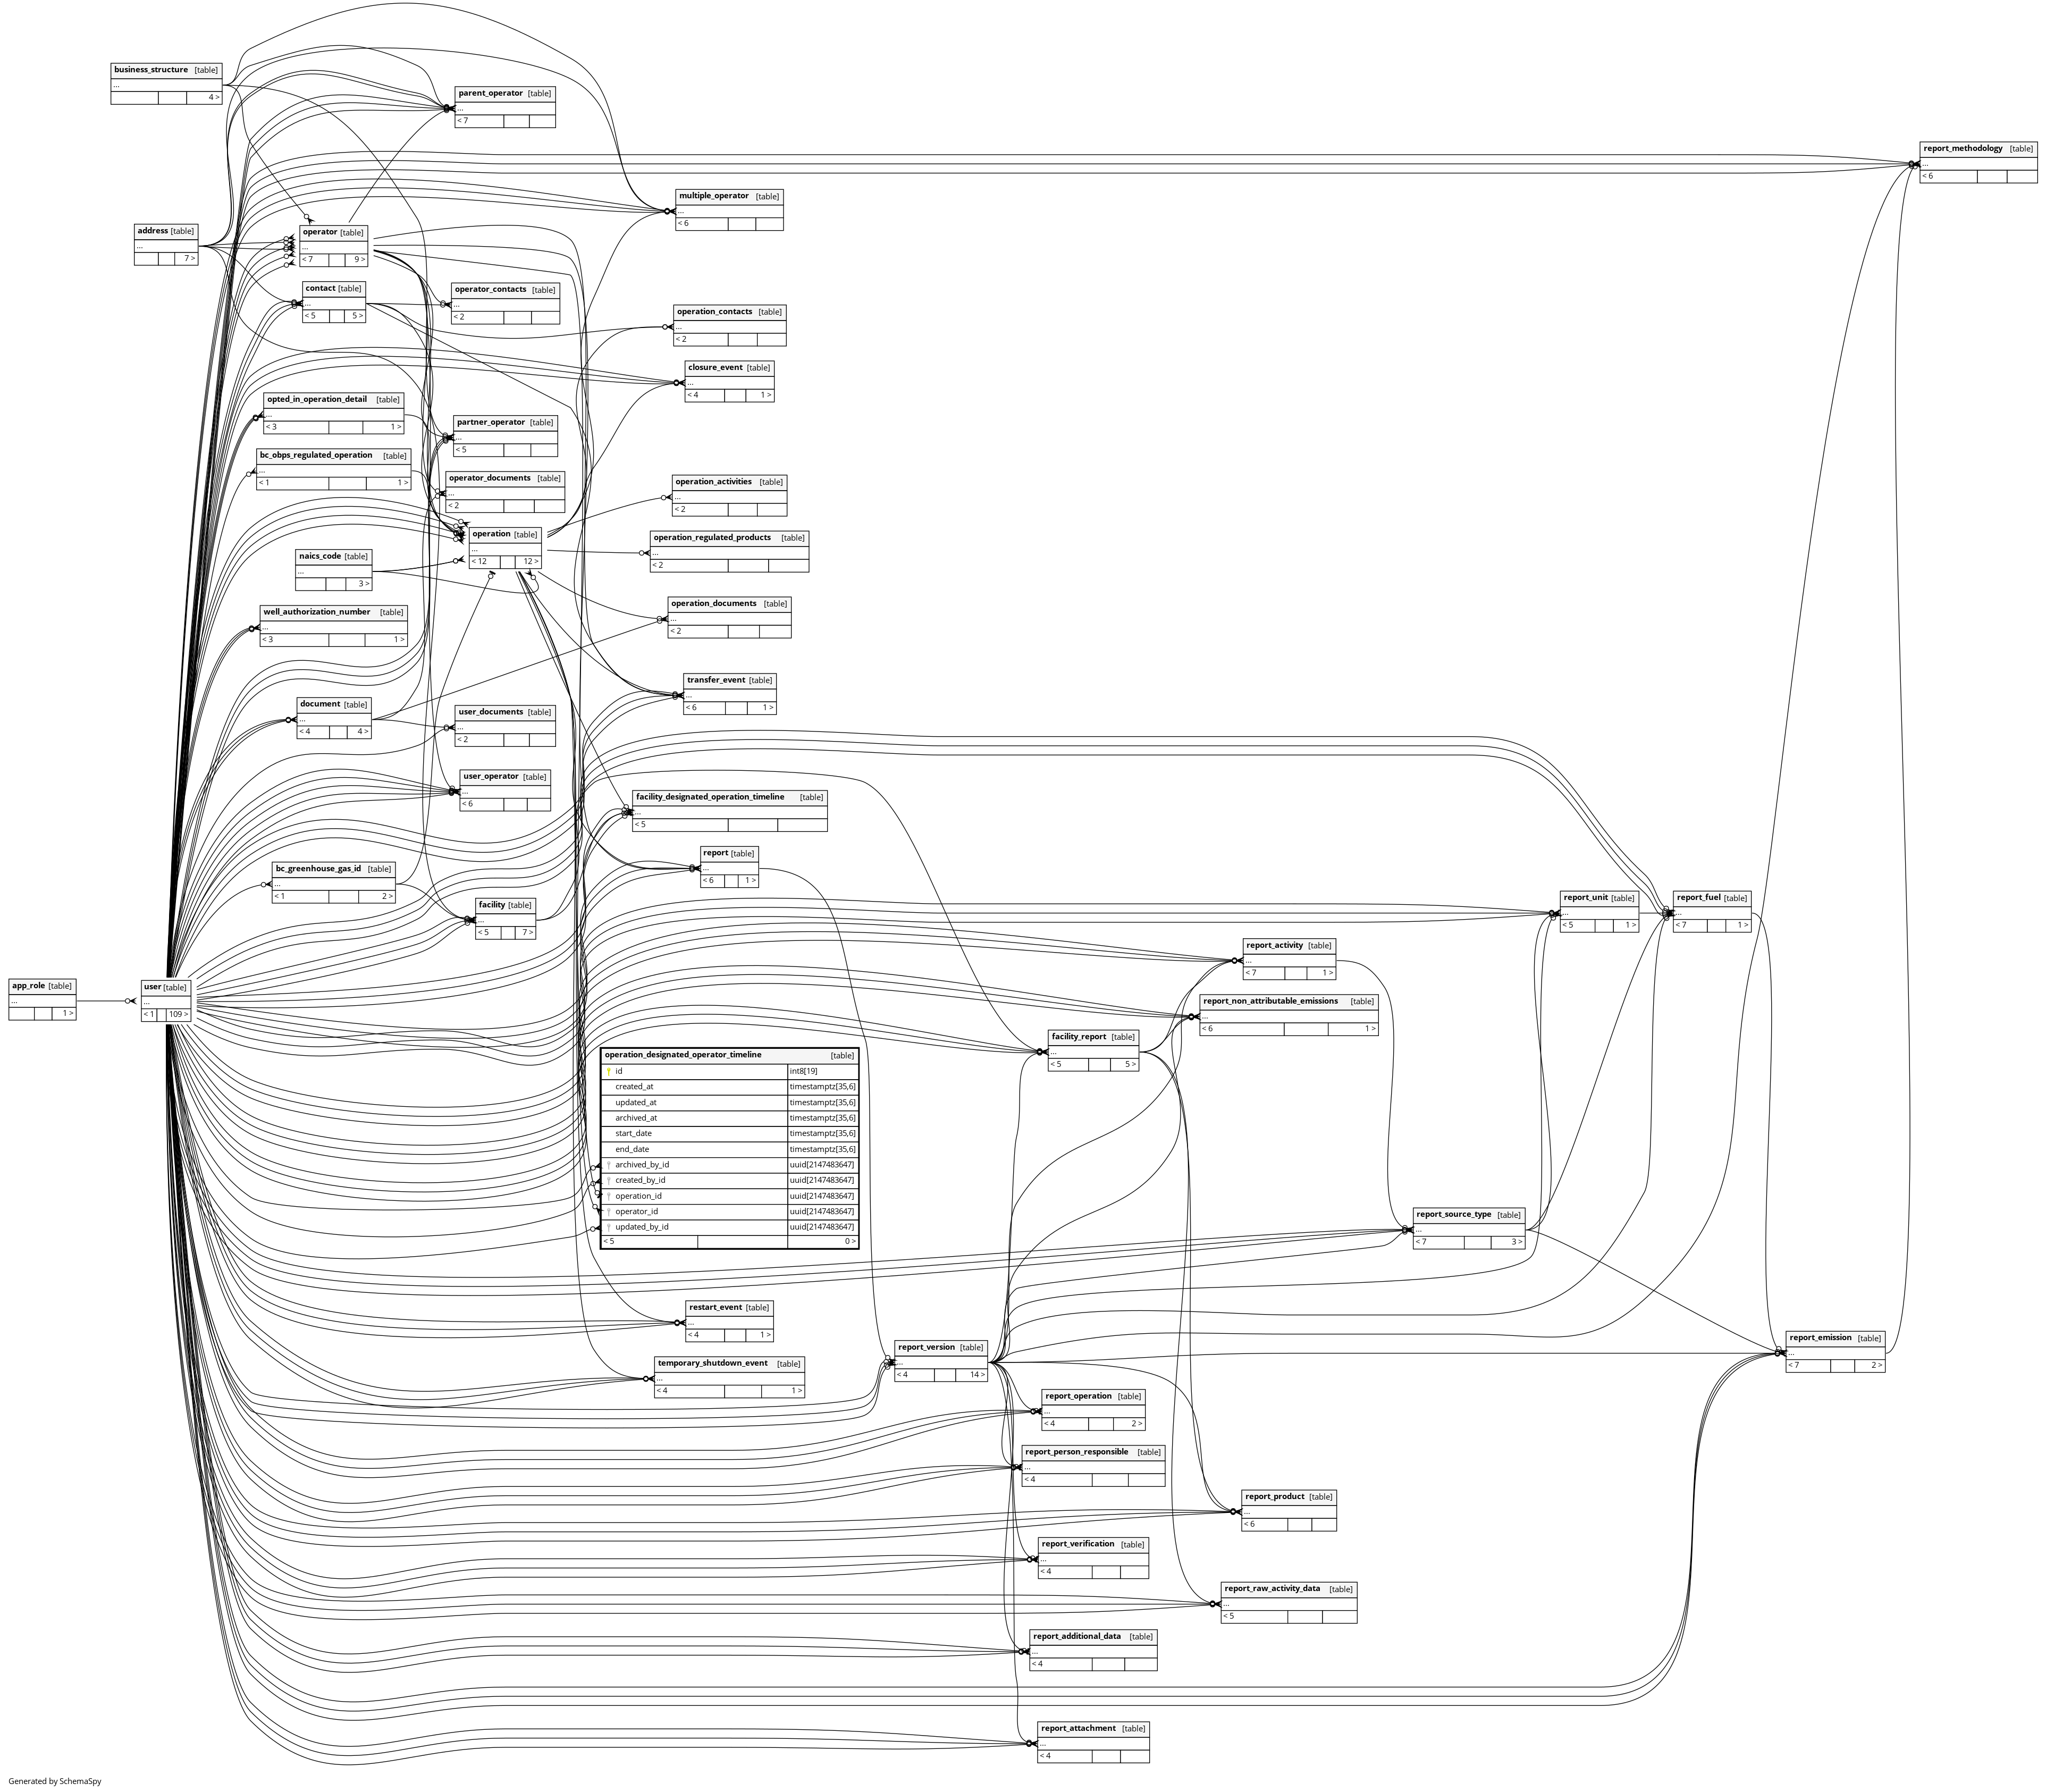 business_structure [table]
...
4 >
parent_operator [table]
...
< 7
report_methodology [table]
...
< 6
multiple_operator [table]
...
< 6
address [table]
...
7 >
operator [table]
...
< 7 9 >
contact [table]
...
< 5 5 >
operator_contacts [table]
...
< 2
operation_contacts [table]
...
< 2
closure_event [table]
...
< 4 1 >
opted_in_operation_detail [table]
...
< 3 1 >
partner_operator [table]
...
< 5
bc_obps_regulated_operation [table]
...
< 1 1 >
operator_documents [table]
...
< 2
operation_activities [table]
...
< 2
operation [table]
...
< 12 12 >
operation_regulated_products [table]
...
< 2
naics_code [table]
...
3 >
operation_documents [table]
...
< 2
well_authorization_number [table]
...
< 3 1 >
transfer_event [table]
...
< 6 1 >
document [table]
...
< 4 4 >
user_documents [table]
...
< 2
user_operator [table]
...
< 6
facility_designated_operation_timeline [table]
...
< 5
report [table]
...
< 6 1 >
bc_greenhouse_gas_id [table]
...
< 1 2 >
facility [table]
...
< 5 7 >
report_unit [table]
...
< 5 1 >
report_fuel [table]
...
< 7 1 >
report_activity [table]
...
< 7 1 >
app_role [table]
...
1 >
user [table]
...
< 1 109 >
report_non_attributable_emissions [table]
...
< 6 1 >
facility_report [table]
...
< 5 5 >
operation_designated_operator_timeline [table]
id int8[19]
created_at timestamptz[35,6]
updated_at timestamptz[35,6]
archived_at timestamptz[35,6]
start_date timestamptz[35,6]
end_date timestamptz[35,6]
archived_by_id uuid[2147483647]
created_by_id uuid[2147483647]
operation_id uuid[2147483647]
operator_id uuid[2147483647]
updated_by_id uuid[2147483647]
< 5 0 >
report_source_type [table]
...
< 7 3 >
restart_event [table]
...
< 4 1 >
report_version [table]
...
< 4 14 >
report_emission [table]
...
< 7 2 >
temporary_shutdown_event [table]
...
< 4 1 >
report_operation [table]
...
< 4 2 >
report_person_responsible [table]
...
< 4
report_product [table]
...
< 6
report_verification [table]
...
< 4
report_raw_activity_data [table]
...
< 5
report_additional_data [table]
...
< 4
report_attachment [table]
...
< 4
Generated by SchemaSpy